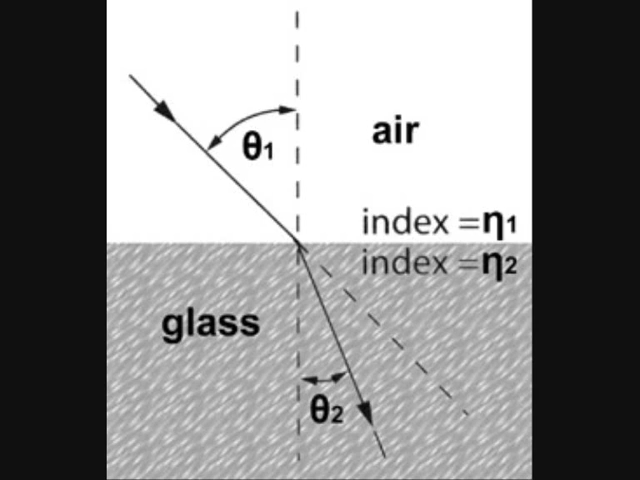 θ1
air
index =η1
index =η2
glass
θ2